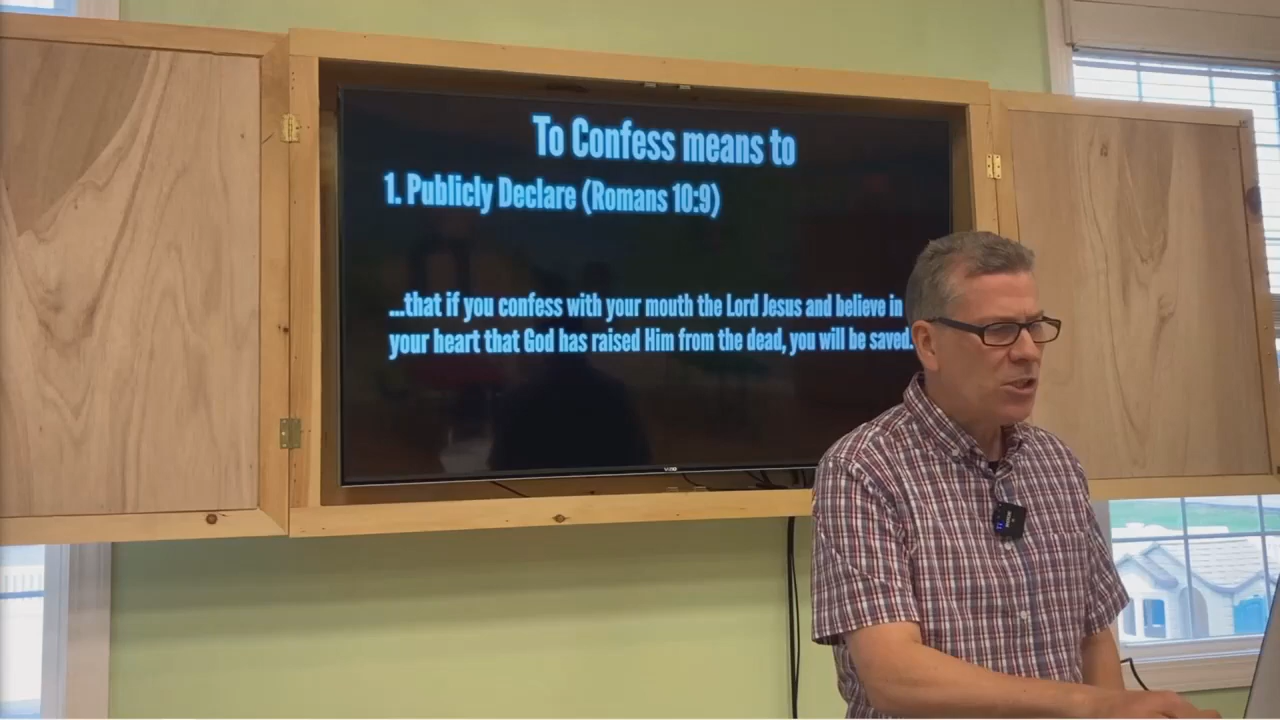 To Confess means to
1. Publicly Declare (Romans 10:9)
...that if you confess with your mouth the Lord Jesus and believe in
your heart that God has raised Him from the dead, you will be saved.
VIZIO